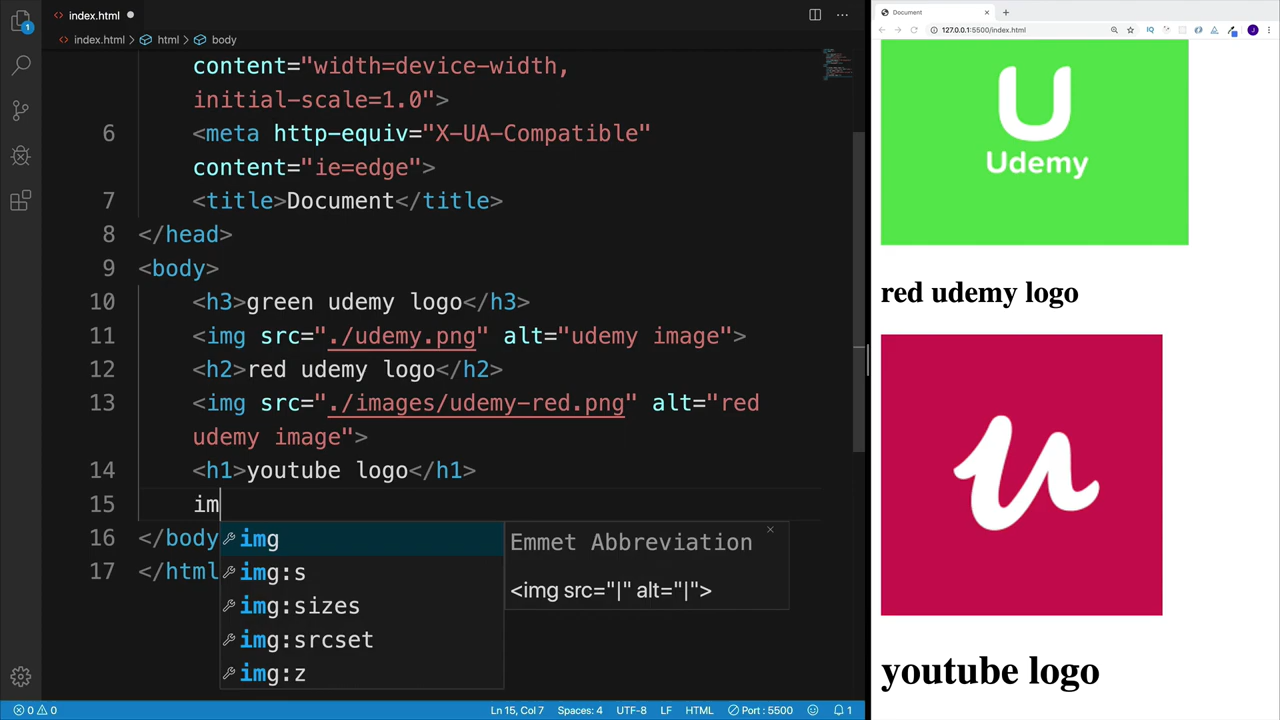 index.html
index.html
html
body
content="width=device-width,
initial-scale=1.0">
6 <meta http-equiv="X-UA-Compatible"
content="ie=edge">
7 <title>Document</title>
8 </head>
9 <body>
10 <h3>green udemy logo</h3>
11 <img src="./udemy.png" alt="udemy image">
12 <h2>red udemy logo</h2>
13 <img src="./images/udemy-red.png" alt="red
udemy image">
14 <h1>youtube logo</h1>
15 im
16 </body
17 </html
img
img:s
img:sizes
img:srcset
img:z
Emmet Abbreviation
<img src="|" alt="|">
1
0 0
Ln 15, Col 7
Spaces: 4
UTF-8
LF
HTML
Port : 5500
1
Document
127.0.0.1:5500/index.html
IQ
J
U
Udemy
red udemy logo
u
youtube logo